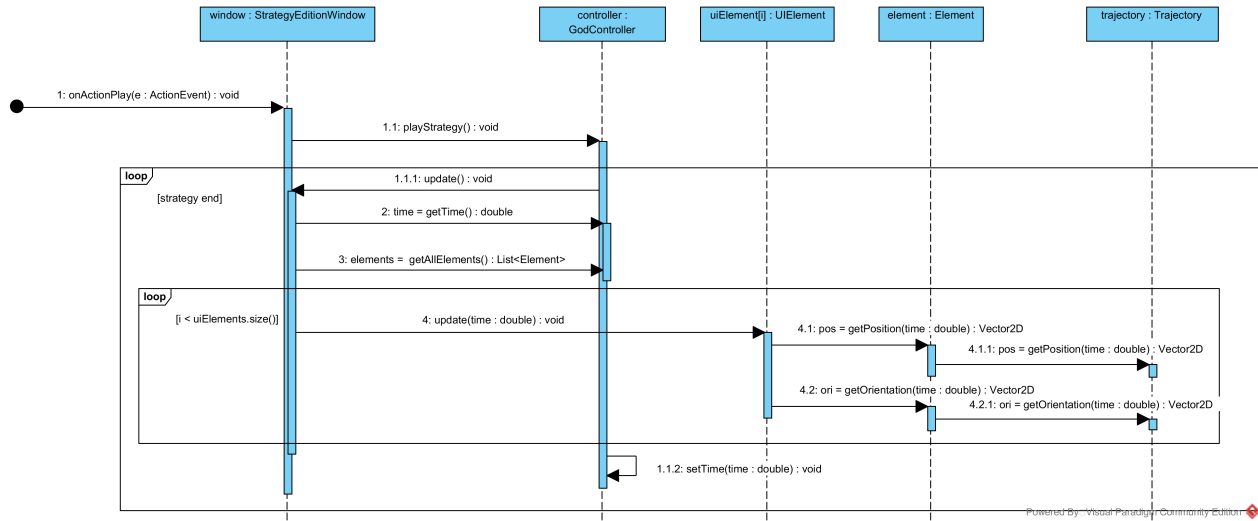 window : StrategyEditionWindow
controller :
GodController
uiElement[i] : UIElement
element : Element
trajectory : Trajectory
1: onActionPlay(e : ActionEvent) : void
1.1: playStrategy() : void
loop
1.1.1: update() : void
[strategy end]
2: time = getTime() : double
3: elements =  getAllElements() : List<Element>
loop
[i < uiElements.size()]
4: update(time : double) : void
4.1: pos = getPosition(time : double) : Vector2D
4.1.1: pos = getPosition(time : double) : Vector2D
4.2: ori = getOrientation(time : double) : Vector2D
4.2.1: ori = getOrientation(time : double) : Vector2D
1.1.2: setTime(time : double) : void
Powered By: Visual Paradigm Community Edition